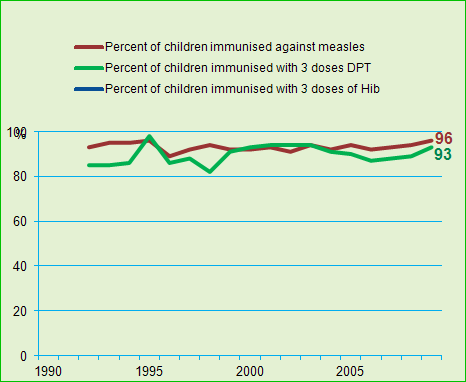 Percent of children immunised against measles
Percent of children immunised with 3 doses DPT
Percent of children immunised with 3 doses of Hib
%
100
96
93
80
60
40
20
0
1990 1995 2000 2005